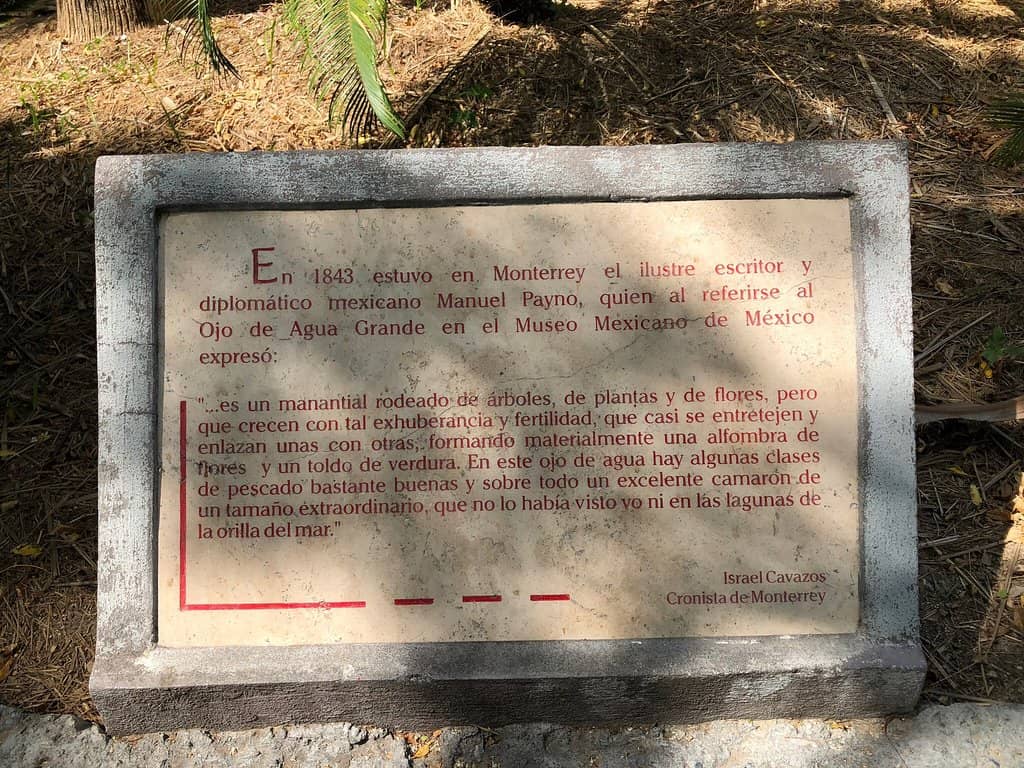 En 1843 estuvo en Monterrey el ilustre escritor y
diplomático mexicano Manuel Payno, quien al referirse al
Ojo de Agua Grande en el Museo Mexicano de México
expresó:
"...es un manantial rodeado de árboles, de plantas y de flores, pero
que crecen con tal exhuberancia y fertilidad, que casi se entretejen y
enlazan unas con otras, formando materialmente una alfombra de
flores y un toldo de verdura. En este ojo de agua hay algunas clases
de pescado bastante buenas y sobre todo un excelente camarón de
un tamaño extraordinario, que no lo había visto yo ni en las lagunas de
la orilla del mar."
Israel Cavazos
Cronista de Monterrey